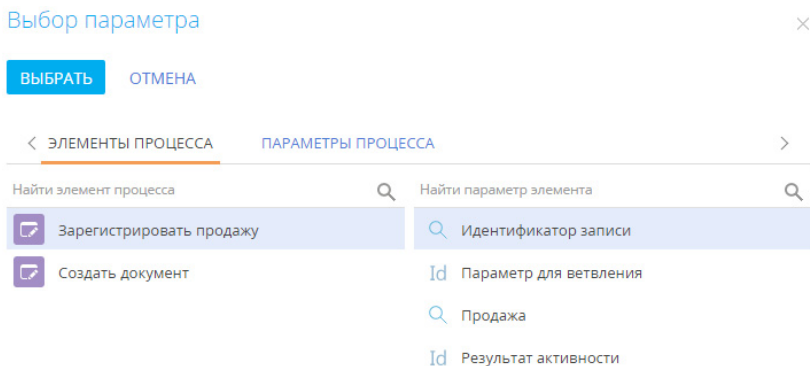 Выбор параметра
ВЫБРАТЬ ОТМЕНА
ЭЛЕМЕНТЫ ПРОЦЕССА ПАРАМЕТРЫ ПРОЦЕССА
Найти элемент процесса Найти параметр элемента
Зарегистрировать продажу Идентификатор записи
Создать документ Id Параметр для ветвления
Продажа
Id Результат активности